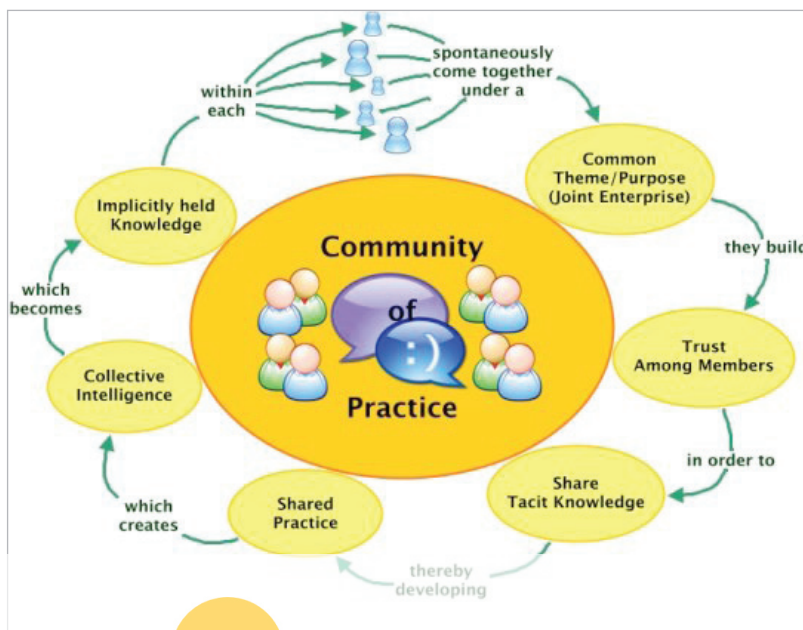 within
each
spontaneously
come together
under a
Common
Theme/Purpose
(Joint Enterprise)
they build
Trust
Among Members
in order to
Share
Tacit Knowledge
thereby
developing
Shared
Practice
which
creates
Collective
Intelligence
which
becomes
Implicitly held
Knowledge
Community
of
:)
Practice